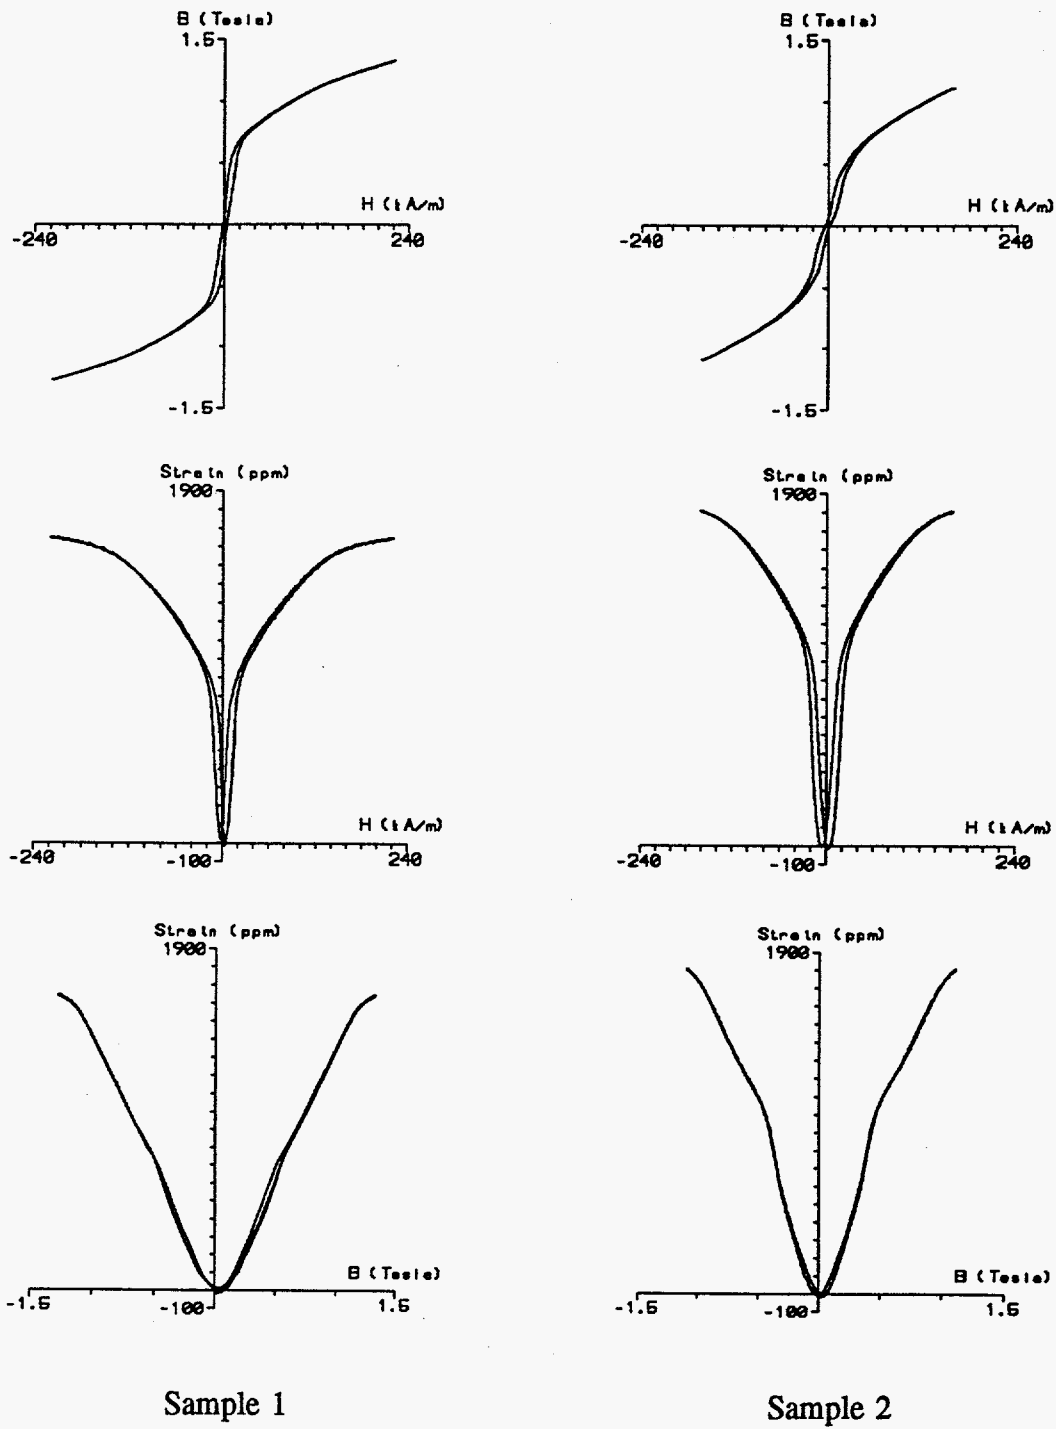 B (Tesla)
1.5
H (kA/m)
-240
240
-1.5
B (Tesla)
1.5
H (kA/m)
-240
240
-1.5
Strain (ppm)
1900
H (kA/m)
-240
-100
240
Strain (ppm)
1900
H (kA/m)
-240
-100
240
Strain (ppm)
1900
B (Tesla)
-1.5
-100
1.5
Strain (ppm)
1900
B (Tesla)
-1.5
-100
1.5
Sample 1
Sample 2